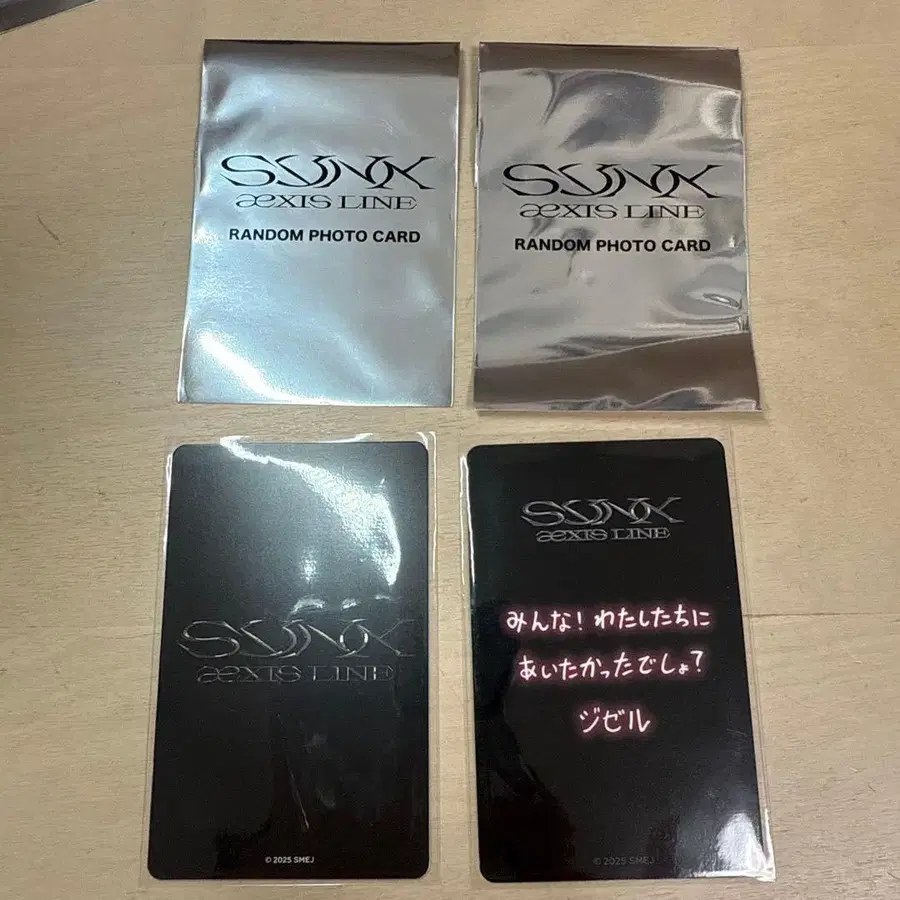 SYNK
æXIS LINE
RANDOM PHOTO CARD
SYNK
æXIS LINE
RANDOM PHOTO CARD
SYNK
æXIS LINE
© 2025 SMEJ
SYNK
æXIS LINE
みんな! わたしたちに
あいたかったでしょ?
ジゼル
© 2025 SMEJ